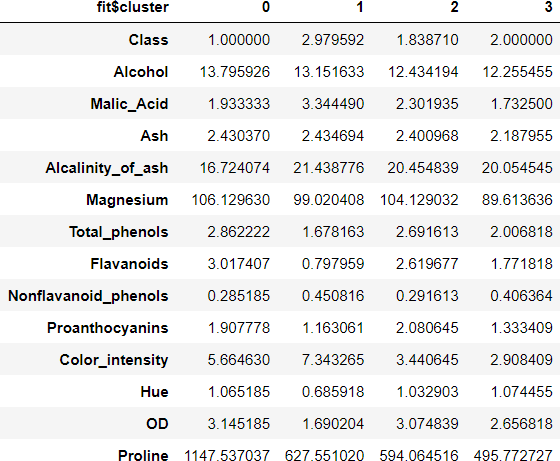 fit$cluster 0 1 2 3
Class 1.000000 2.979592 1.838710 2.000000
Alcohol 13.795926 13.151633 12.434194 12.255455
Malic_Acid 1.933333 3.344490 2.301935 1.732500
Ash 2.430370 2.434694 2.400968 2.187955
Alcalinity_of_ash 16.724074 21.438776 20.454839 20.054545
Magnesium 106.129630 99.020408 104.129032 89.613636
Total_phenols 2.862222 1.678163 2.691613 2.006818
Flavanoids 3.017407 0.797959 2.619677 1.771818
Nonflavanoid_phenols 0.285185 0.450816 0.291613 0.406364
Proanthocyanins 1.907778 1.163061 2.080645 1.333409
Color_intensity 5.664630 7.343265 3.440645 2.908409
Hue 1.065185 0.685918 1.032903 1.074455
OD 3.145185 1.690204 3.074839 2.656818
Proline 1147.537037 627.551020 594.064516 495.772727